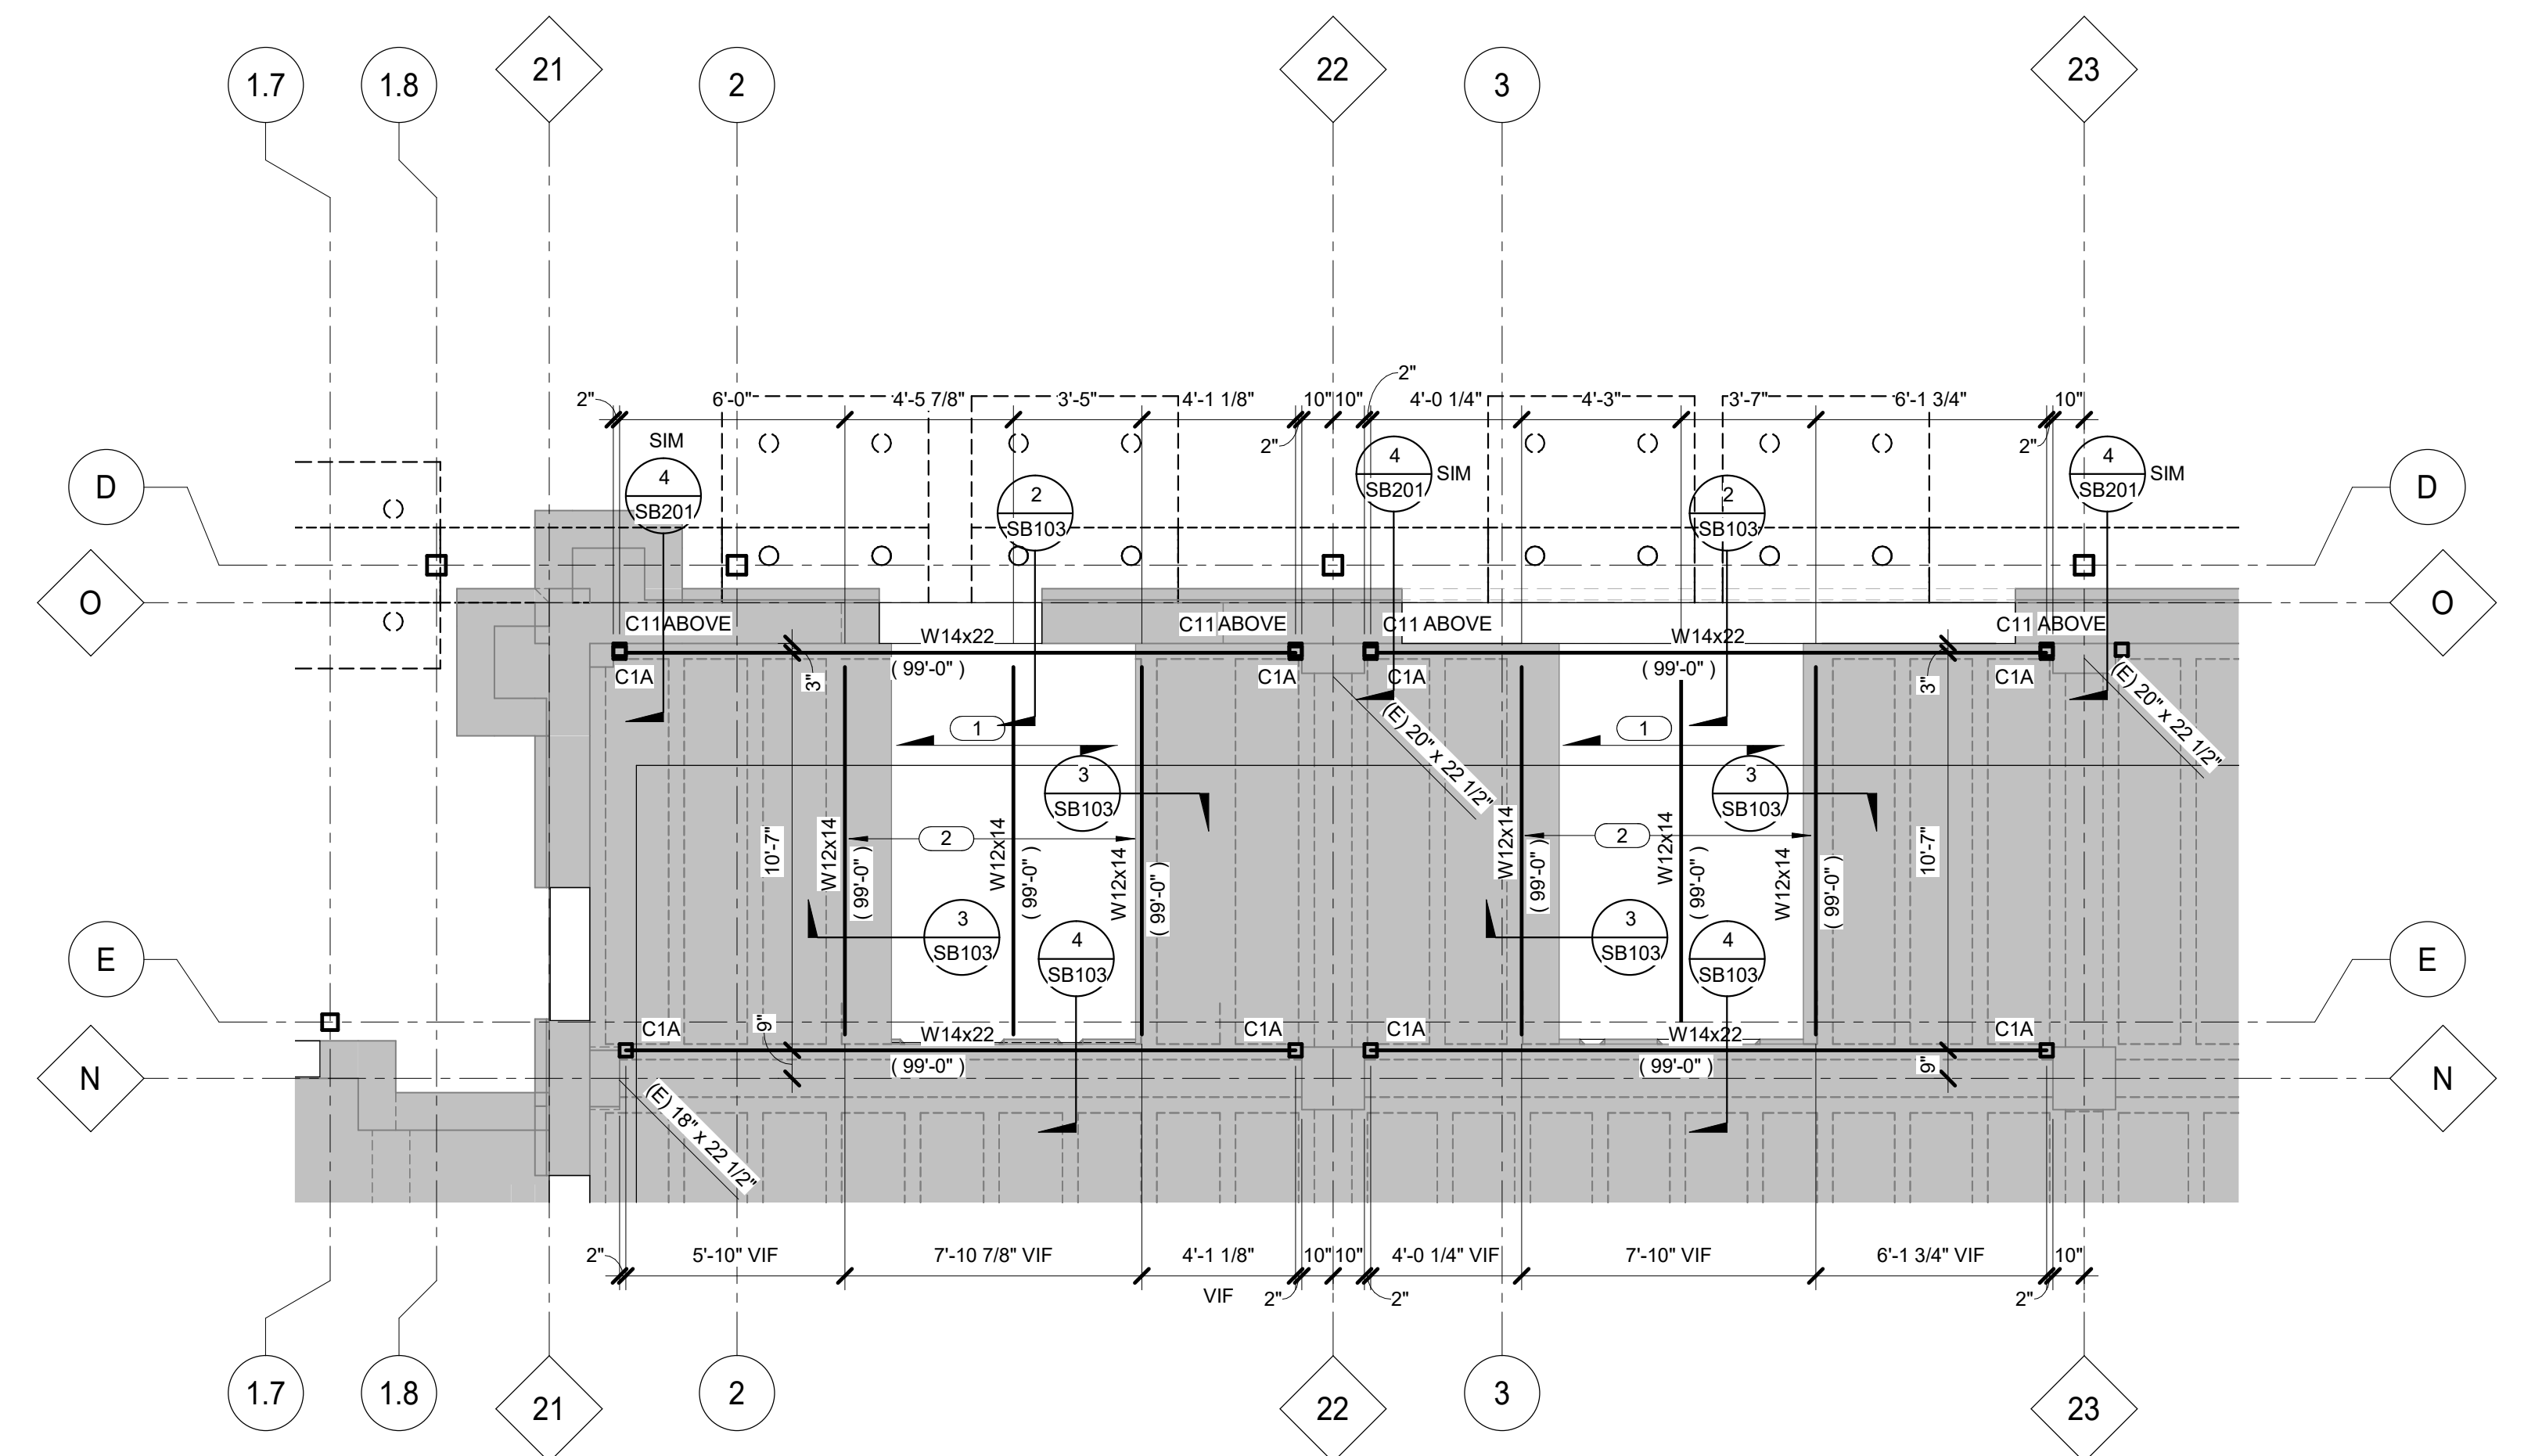 1.7
1.8
21
2
22
3
23
2"
6'-0"
4'-5 7/8"
3'-5"
4'-1 1/8"
2"
10"
10"
2"
4'-0 1/4"
4'-3"
3'-7"
6'-1 3/4"
2"
10"
SIM
4
SB201
2
SB103
4
SB201
SIM
2
SB103
4
SB201
SIM
D
D
O
O
C11 ABOVE
W14x22
( 99'-0" )
C11 ABOVE
C11 ABOVE
W14x22
( 99'-0" )
C11 ABOVE
C1A
3"
C1A
C1A
C1A
3"
(E) 20" x 22 1/2"
(E) 20" x 22 1/2"
1
1
3
SB103
3
SB103
2
2
10'-7"
W12x14
( 99'-0" )
W12x14
( 99'-0" )
W12x14
( 99'-0" )
W12x14
( 99'-0" )
W12x14
( 99'-0" )
W12x14
( 99'-0" )
10'-7"
3
SB103
4
SB103
3
SB103
4
SB103
E
E
C1A
9"
W14x22
( 99'-0" )
C1A
C1A
W14x22
( 99'-0" )
C1A
9"
N
N
(E) 18" x 22 1/2"
2"
5'-10" VIF
7'-10 7/8" VIF
4'-1 1/8"
VIF
2"
10"
10"
2"
4'-0 1/4" VIF
7'-10" VIF
6'-1 3/4" VIF
2"
10"
1.7
1.8
21
2
22
3
23